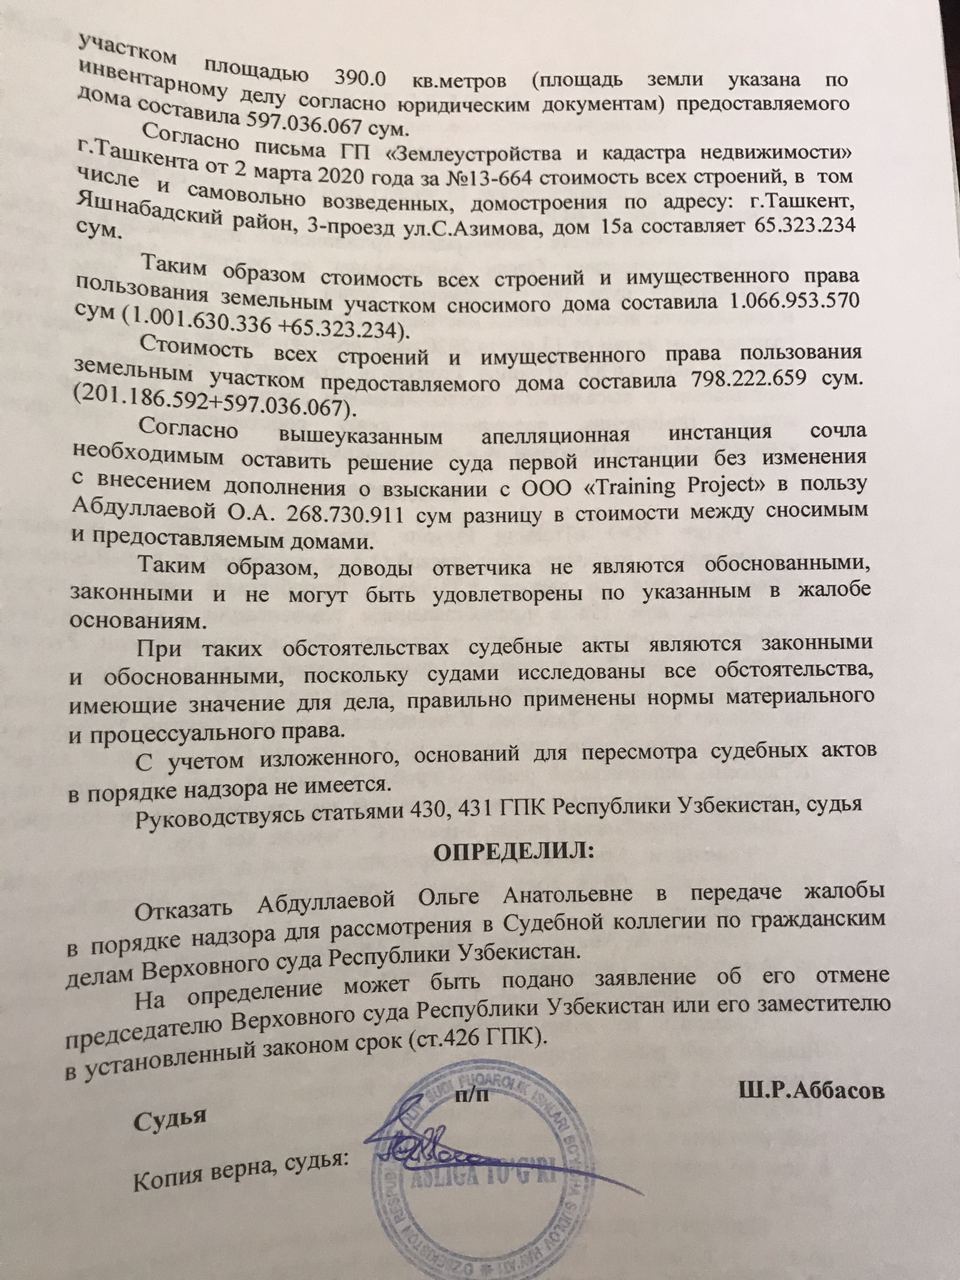 участком площадью 390.0 кв.метров (площадь земли указана по
инвентарному делу согласно юридическим документам) предоставляемого
дома составила 597.036.067 сум.
Согласно письма ГП «Землеустройства и кадастра недвижимости»
г.Ташкента от 2 марта 2020 года за №13-664 стоимость всех строений, в том
числе и самовольно возведенных, домостроения по адресу: г.Ташкент,
Яшнабадский район, 3-проезд ул.С.Азимова, дом 15а составляет 65.323.234
сум.
Таким образом стоимость всех строений и имущественного права
пользования земельным участком сносимого дома составила 1.066.953.570
сум (1.001.630.336 +65.323.234).
Стоимость всех строений и имущественного права пользования
земельным участком предоставляемого дома составила 798.222.659 сум.
(201.186.592+597.036.067).
Согласно вышеуказанным апелляционная инстанция сочла
необходимым оставить решение суда первой инстанции без изменения
с внесением дополнения о взыскании с ООО «Training Project» в пользу
Абдуллаевой О.А. 268.730.911 сум разницу в стоимости между сносимым
и предоставляемым домами.
Таким образом, доводы ответчика не являются обоснованными,
законными и не могут быть удовлетворены по указанным в жалобе
основаниям.
При таких обстоятельствах судебные акты являются законными
и обоснованными, поскольку судами исследованы все обстоятельства,
имеющие значение для дела, правильно применены нормы материального
и процессуального права.
С учетом изложенного, оснований для пересмотра судебных актов
в порядке надзора не имеется.
Руководствуясь статьями 430, 431 ГПК Республики Узбекистан, судья
ОПРЕДЕЛИЛ:
Отказать Абдуллаевой Ольге Анатольевне в передаче жалобы
в порядке надзора для рассмотрения в Судебной коллегии по гражданским
делам Верховного суда Республики Узбекистан.
На определение может быть подано заявление об его отмене
председателю Верховного суда Республики Узбекистан или его заместителю
в установленный законом срок (ст.426 ГПК).
Судья п/п Ш.Р.Аббасов
Копия верна, судья:
ASLIGA TO'G'RI